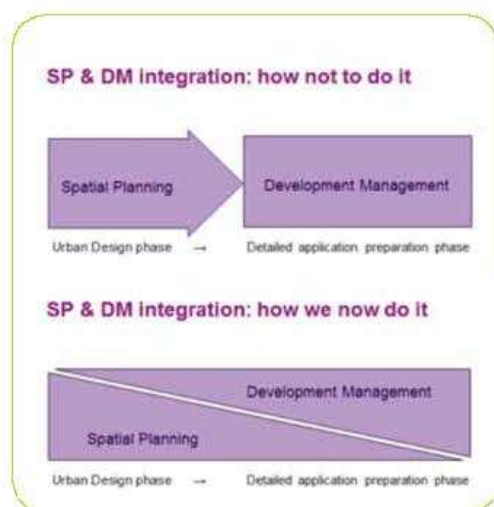 SP & DM integration: how not to do it
Spatial Planning
Development Management
Urban Design phase → Detailed application preparation phase
SP & DM integration: how we now do it
Development Management
Spatial Planning
Urban Design phase → Detailed application preparation phase